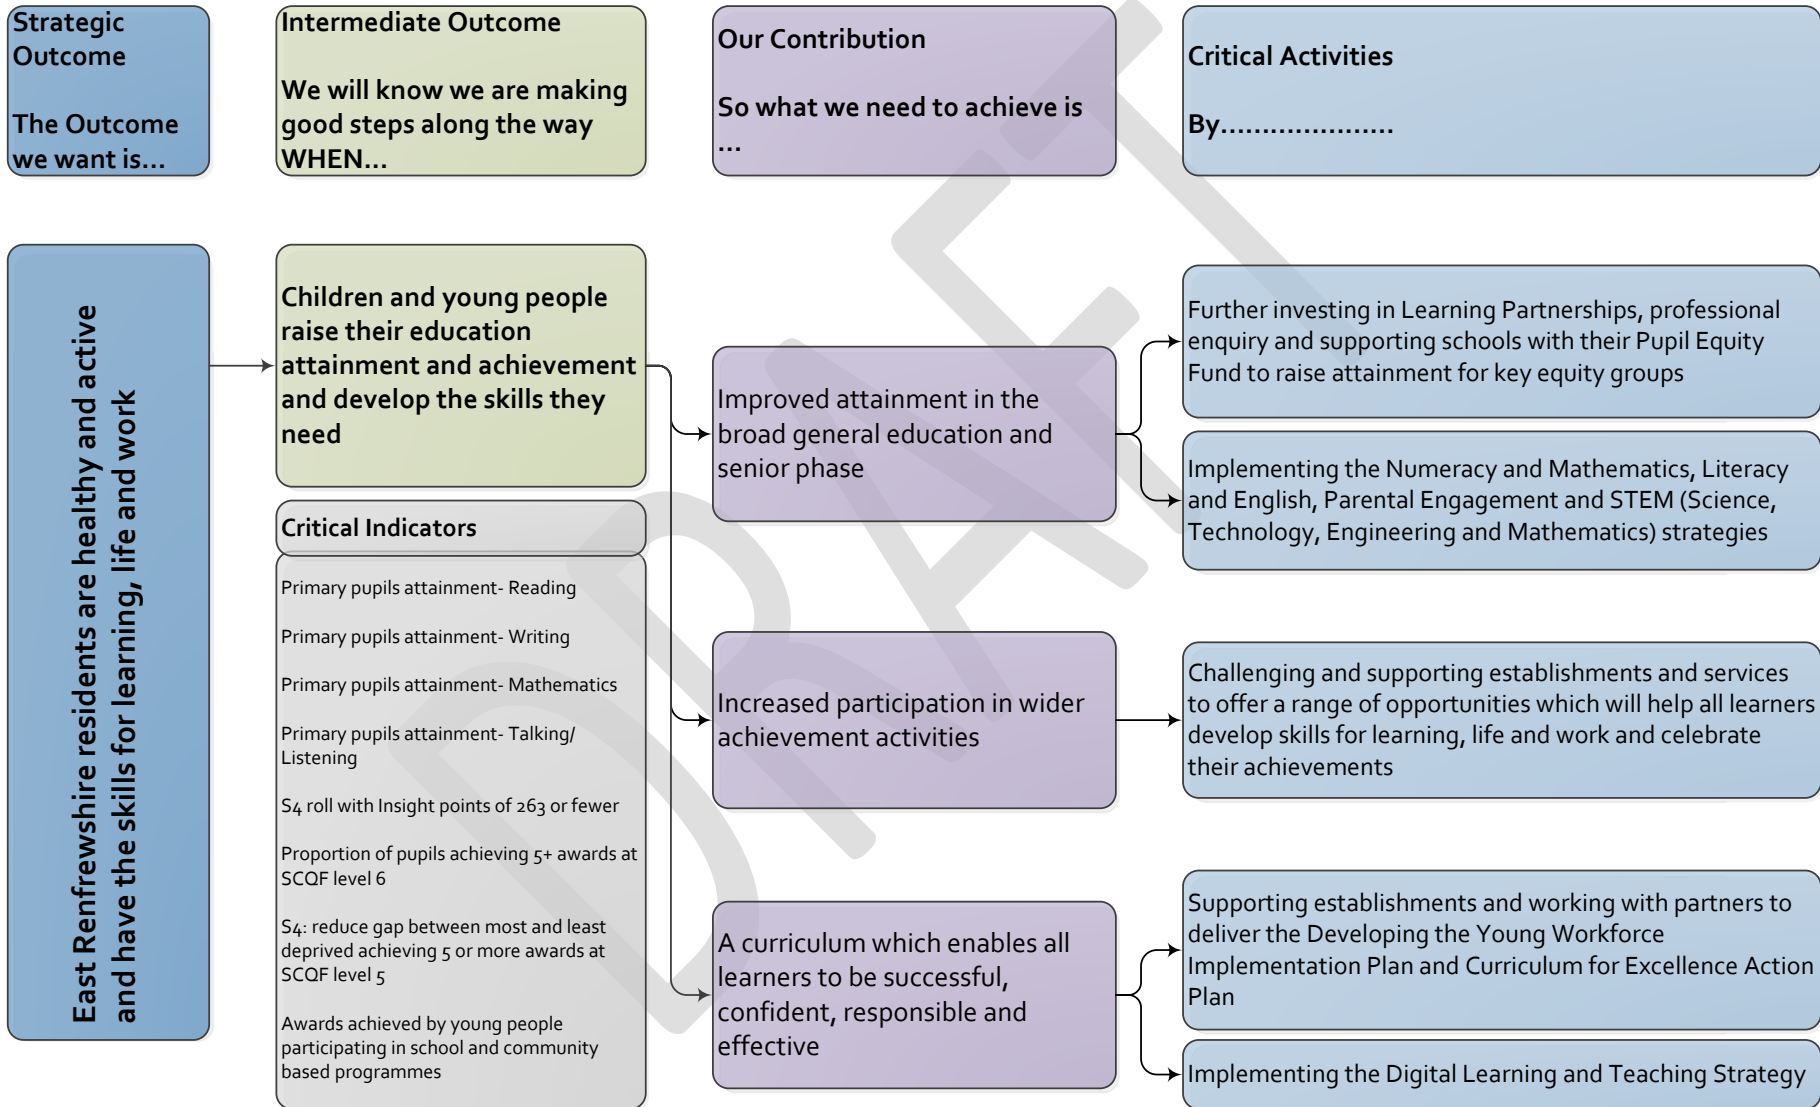 Strategic
Outcome
The Outcome
we want is...
Intermediate Outcome
We will know we are making
good steps along the way
WHEN...
Our Contribution
So what we need to achieve is
...
Critical Activities
By.....................
East Renfrewshire residents are healthy and active
and have the skills for learning, life and work
Children and young people
raise their education
attainment and achievement
and develop the skills they
need
Critical Indicators
Primary pupils attainment- Reading
Primary pupils attainment- Writing
Primary pupils attainment- Mathematics
Primary pupils attainment- Talking/
Listening
S4 roll with Insight points of 263 or fewer
Proportion of pupils achieving 5+ awards at
SCQF level 6
S4: reduce gap between most and least
deprived achieving 5 or more awards at
SCQF level 5
Awards achieved by young people
participating in school and community
based programmes
Improved attainment in the
broad general education and
senior phase
Increased participation in wider
achievement activities
A curriculum which enables all
learners to be successful,
confident, responsible and
effective
Further investing in Learning Partnerships, professional
enquiry and supporting schools with their Pupil Equity
Fund to raise attainment for key equity groups
Implementing the Numeracy and Mathematics, Literacy
and English, Parental Engagement and STEM (Science,
Technology, Engineering and Mathematics) strategies
Challenging and supporting establishments and services
to offer a range of opportunities which will help all learners
develop skills for learning, life and work and celebrate
their achievements
Supporting establishments and working with partners to
deliver the Developing the Young Workforce
Implementation Plan and Curriculum for Excellence Action
Plan
Implementing the Digital Learning and Teaching Strategy
DRAFT